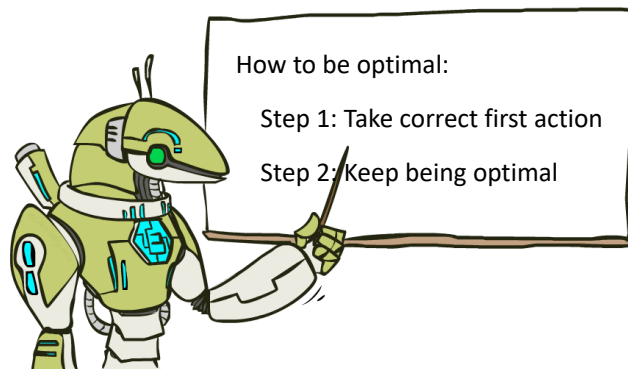 How to be optimal:
Step 1: Take correct first action
Step 2: Keep being optimal